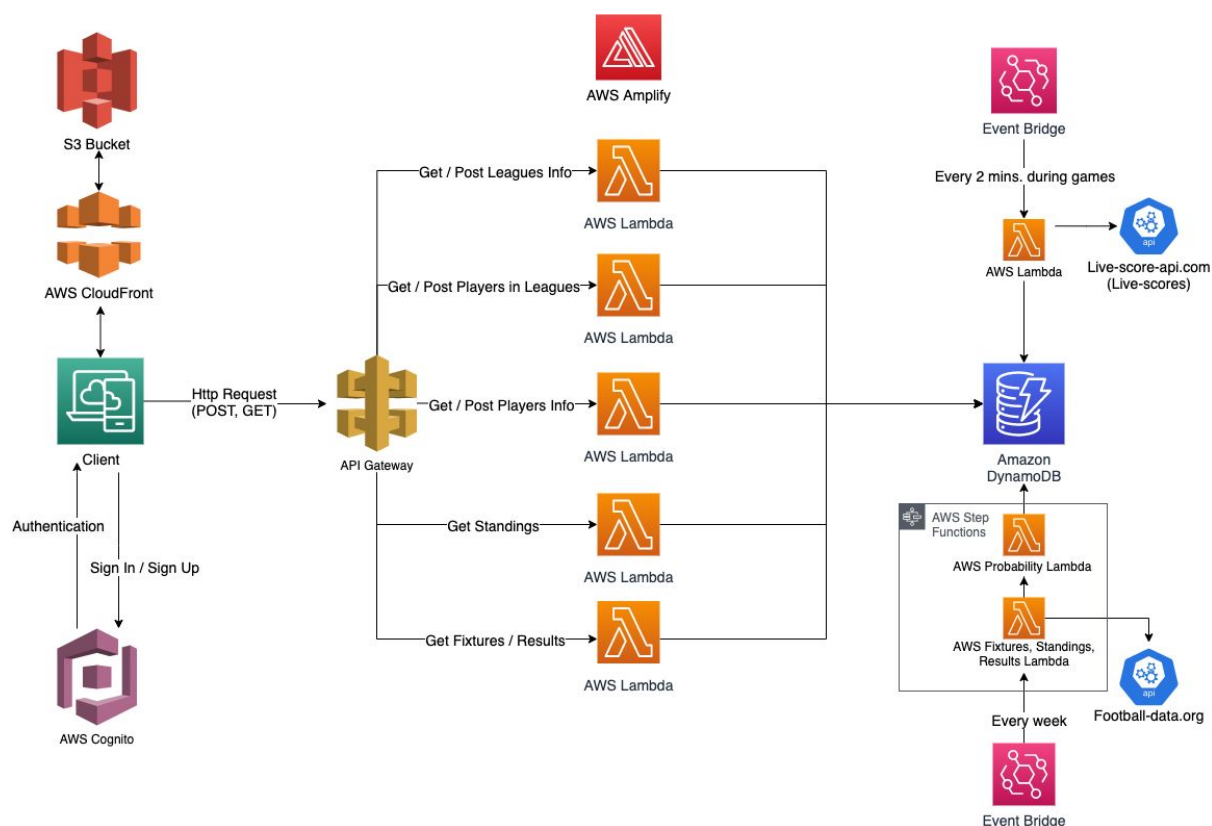 S3 Bucket
AWS CloudFront
Client
Authentication
Sign In / Sign Up
AWS Cognito
Http Request
(POST, GET)
API Gateway
AWS Amplify
Get / Post Leagues Info
AWS Lambda
Get / Post Players in Leagues
AWS Lambda
Get / Post Players Info
AWS Lambda
Get Standings
AWS Lambda
Get Fixtures / Results
AWS Lambda
Event Bridge
Every 2 mins. during games
AWS Lambda
api
Live-score-api.com
(Live-scores)
Amazon
DynamoDB
AWS Step
Functions
AWS Probability Lambda
AWS Fixtures, Standings,
Results Lambda
api
Football-data.org
Every week
Event Bridge